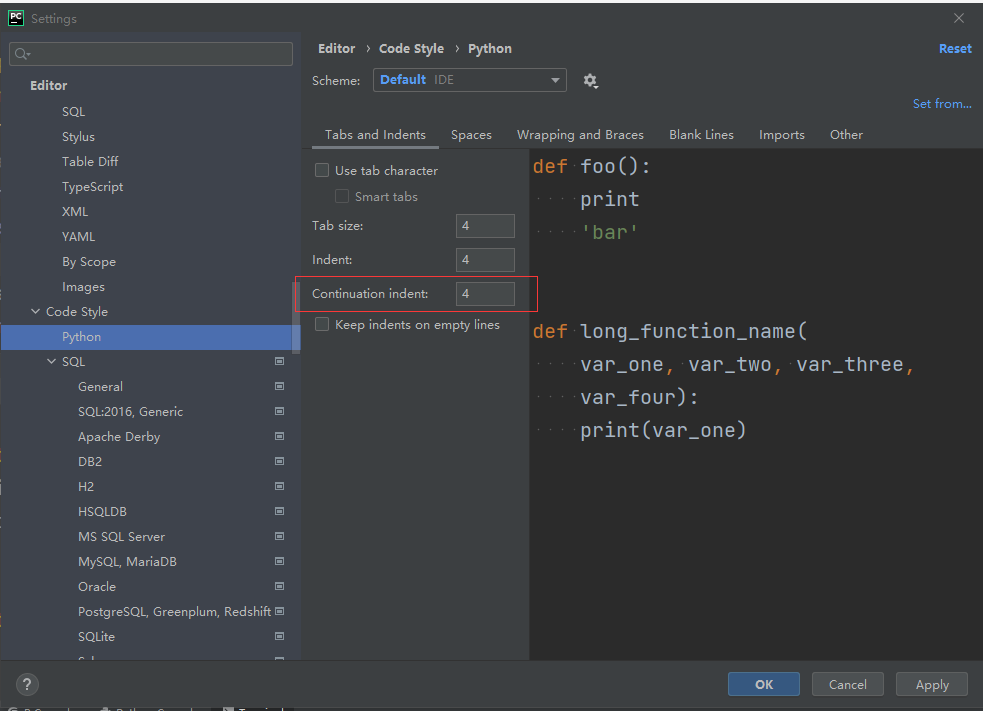 PC Settings
Editor
SQL
Stylus
Table Diff
TypeScript
XML
YAML
By Scope
Images
Code Style
Python
SQL
General
SQL:2016, Generic
Apache Derby
DB2
H2
HSQLDB
MS SQL Server
MySQL, MariaDB
Oracle
PostgreSQL, Greenplum, Redshift
SQLite
Editor › Code Style › Python
Reset
Scheme: Default IDE
Set from...
Tabs and Indents Spaces Wrapping and Braces Blank Lines Imports Other
Use tab character
Smart tabs
Tab size: 4
Indent: 4
Continuation indent: 4
Keep indents on empty lines
def foo():
print
'bar'
def long_function_name(
var_one, var_two, var_three,
var_four):
print(var_one)
?
OK Cancel Apply